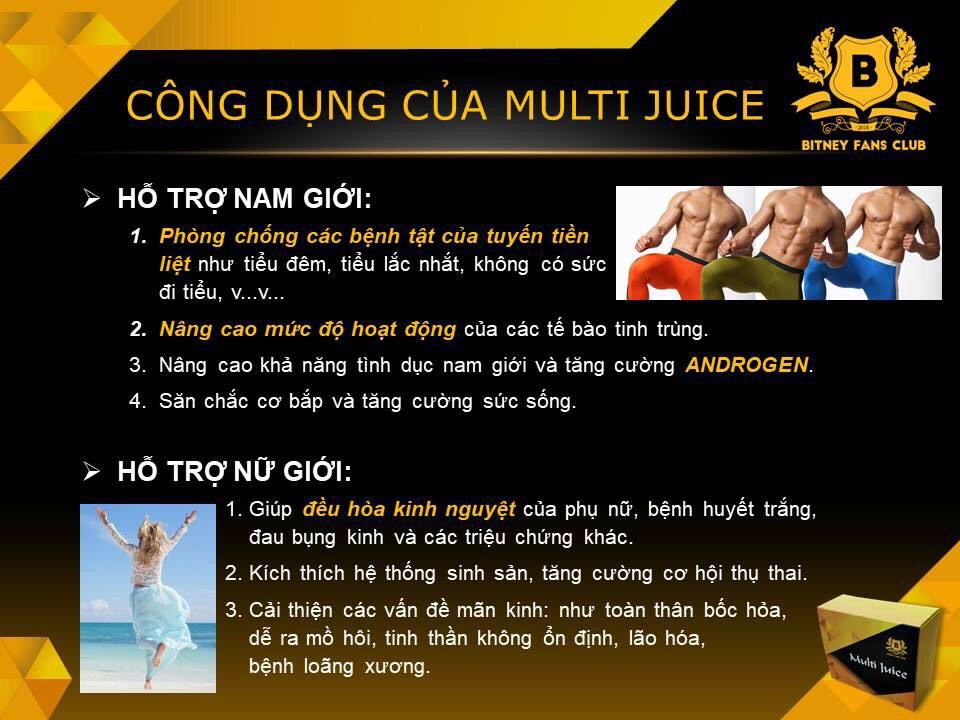 CÔNG DỤNG CỦA MULTI JUICE
B
2018
BITNEY FANS CLUB
➢ HỖ TRỢ NAM GIỚI:
1. Phòng chống các bệnh tật của tuyến tiền
liệt như tiểu đêm, tiểu lắc nhắt, không có sức
đi tiểu, v...v...
2. Nâng cao mức độ hoạt động của các tế bào tinh trùng.
3. Nâng cao khả năng tình dục nam giới và tăng cường ANDROGEN.
4. Săn chắc cơ bắp và tăng cường sức sống.
➢ HỖ TRỢ NỮ GIỚI:
1. Giúp đều hòa kinh nguyệt của phụ nữ, bệnh huyết trắng,
đau bụng kinh và các triệu chứng khác.
2. Kích thích hệ thống sinh sản, tăng cường cơ hội thụ thai.
3. Cải thiện các vấn đề mãn kinh: như toàn thân bốc hỏa,
dễ ra mồ hôi, tinh thần không ổn định, lão hóa,
bệnh loãng xương.
Multi Juice